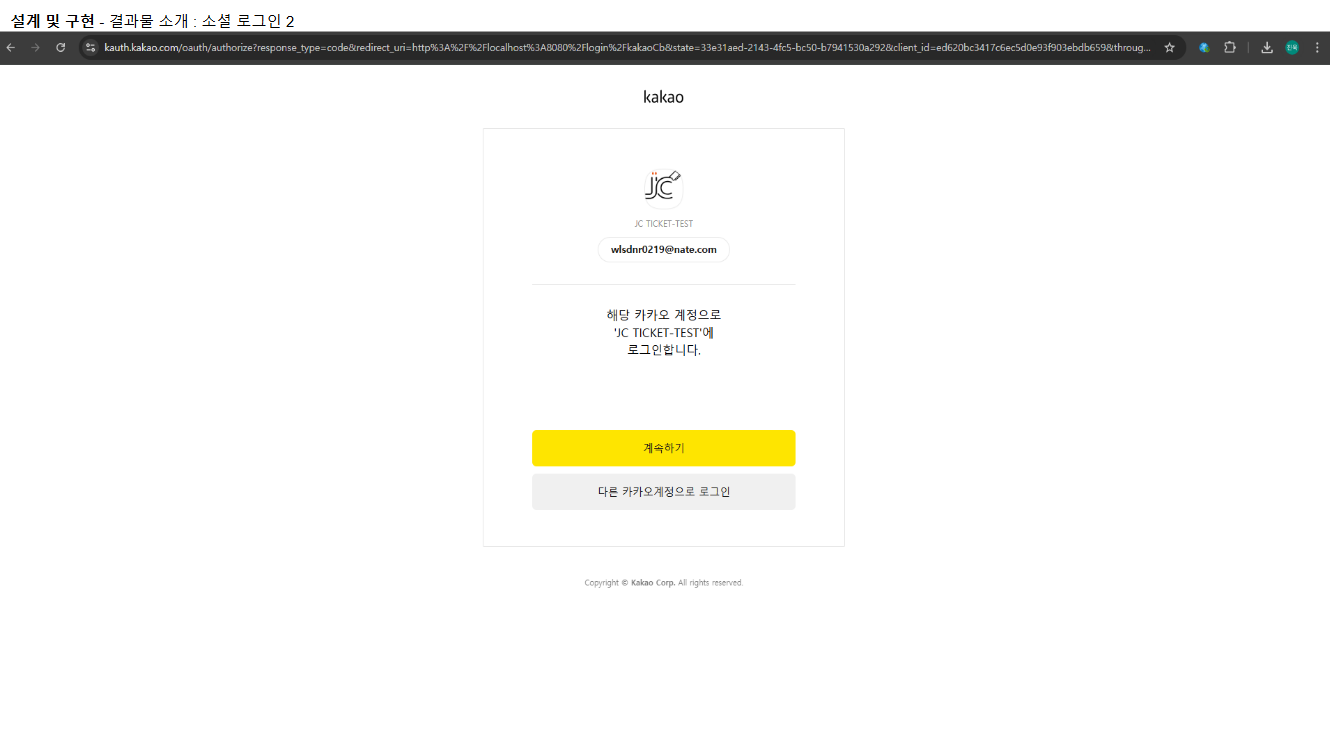 설계 및 구현 - 결과물 소개 : 소셜 로그인 2
kauth.kakao.com/oauth/authorize?response_type=code&redirect_uri=http%3A%2F%2Flocalhost%3A8080%2Flogin%2FkakaoCb&state=33e31aed-2143-4fc5-bc50-b7941530a292&client_id=ed620bc3417c6ec5d0e93f903ebdb659&throug... 진욱
kakao
JC
JC TICKET-TEST
wlsdnr0219@nate.com
해당 카카오 계정으로
'JC TICKET-TEST'에
로그인합니다.
계속하기
다른 카카오계정으로 로그인
Copyright © Kakao Corp. All rights reserved.